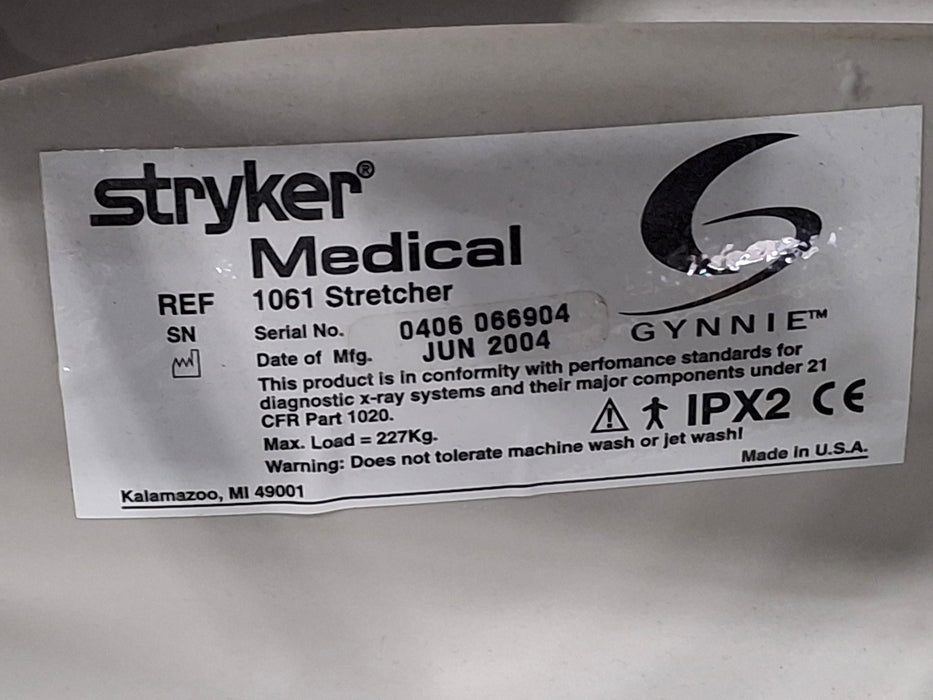 stryker®
Medical
REF 1061 Stretcher
SN Serial No. 0406 066904
Date of Mfg. JUN 2004
GYNNIE™
This product is in conformity with perfomance standards for
diagnostic x-ray systems and their major components under 21
CFR Part 1020.
IPX2 CE
Max. Load = 227Kg.
Warning: Does not tolerate machine wash or jet wash!
Made in U.S.A.
Kalamazoo, MI 49001